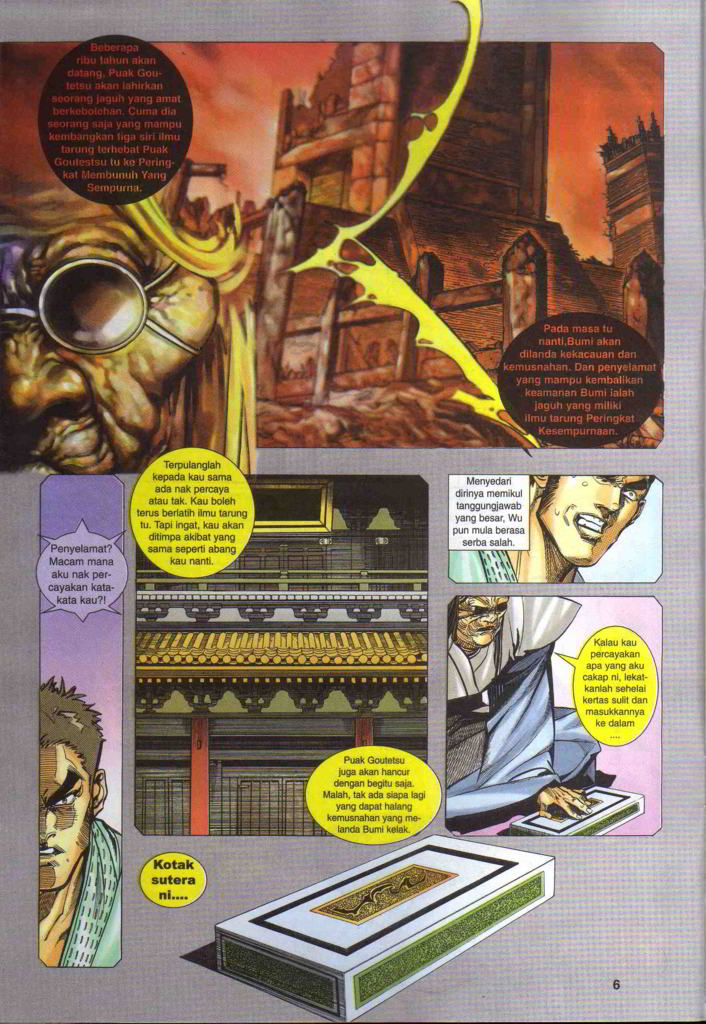 Beberapa
ribu tahun akan
datang, Puak Gou-
tetsu akan lahirkan
seorang jaguh yang amat
berkebolehan. Cuma dia
seorang saja yang mampu
kembangkan tiga siri ilmu
tarung terhebat Puak
Goutestsu tu ke Pering-
kat Membunuh Yang
Sempurna.
Pada masa tu
nanti,Bumi akan
dilanda kekacauan dan
kemusnahan. Dan penyelamat
yang mampu kembalikan
keamanan Bumi ialah
jaguh yang miliki
ilmu tarung Peringkat
Kesempurnaan.
Penyelamat?
Macam mana
aku nak per-
cayakan kata-
kata kau?!
Terpulanglah
kepada kau sama
ada nak percaya
atau tak. Kau boleh
terus berlatih ilmu tarung
tu. Tapi ingat, kau akan
ditimpa akibat yang
sama seperti abang
kau nanti.
Puak Goutetsu
juga akan hancur
dengan begitu saja.
Malah, tak ada siapa lagi
yang dapat halang
kemusnahan yang me-
landa Bumi kelak.
Menyedari
dirinya memikul
tanggungjawab
yang besar, Wu
pun mula berasa
serba salah.
Kalau kau
percayakan
apa yang aku
cakap ni, lekat-
kanlah sehelai
kertas sulit dan
masukkannya
ke dalam
....
Kotak
sutera
ni....
6